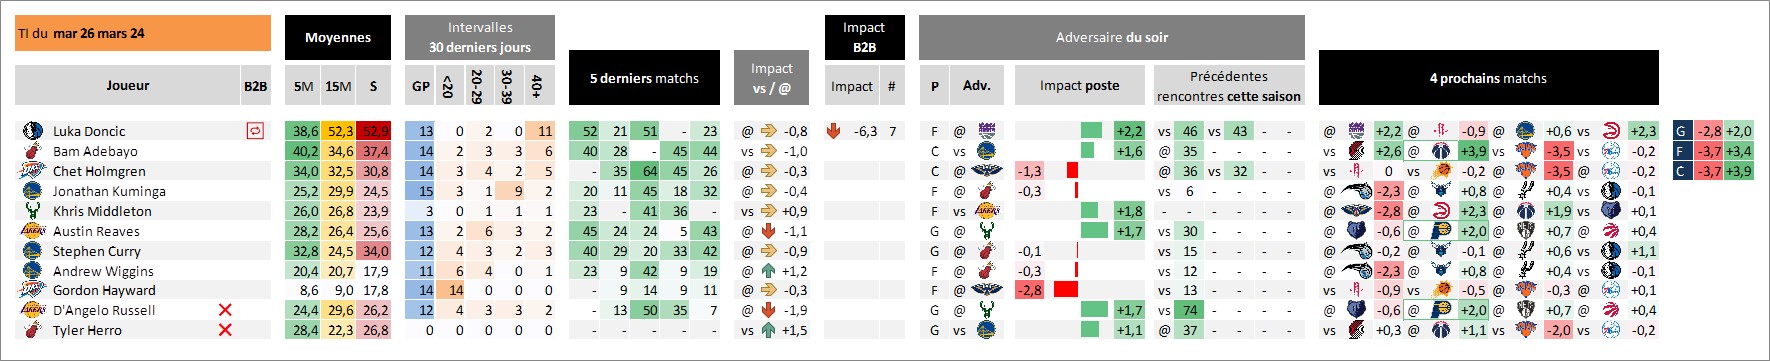 TI du mar 26 mars 24
Moyennes
Intervalles
30 derniers jours
Impact
B2B
Adversaire du soir
Joueur B2B 5M 15M S GP <20 20-29 30-39 40+ 5 derniers matchs Impact vs / @ Impact # P Adv. Impact poste Précédentes rencontres cette saison 4 prochains matchs
Luka Doncic 38,6 52,3 52,9 13 0 2 0 11 52 21 51 - 23 @ -0,8 -6,3 7 F @ +2,2 vs 46 vs 43 - - @ +2,2 @ -0,9 @ +0,6 vs +2,3 G -2,8 +2,0
Bam Adebayo 40,2 34,6 37,4 14 2 3 3 6 40 28 - 45 44 vs -1,0 C vs +1,6 @ 35 - - - vs +2,6 @ +3,9 vs -3,5 vs -0,2 F -3,7 +3,4
Chet Holmgren 34,0 32,5 30,8 14 3 4 2 5 - 35 64 45 26 @ -0,3 C @ -1,3 @ 36 vs 32 - - vs 0 vs -0,2 @ -3,5 @ -0,2 C -3,7 +3,9
Jonathan Kuminga 25,2 29,9 24,5 15 3 1 9 2 20 11 45 18 32 @ -0,4 F @ -0,3 vs 6 - - - @ -2,3 @ +0,8 @ +0,4 vs -0,1
Khris Middleton 26,0 26,8 23,9 3 0 1 1 1 23 - 41 36 - vs +0,9 F vs +1,8 - - - - @ -2,8 @ +2,3 @ +1,9 vs +0,1
Austin Reaves 28,2 26,4 25,6 13 2 6 3 2 45 24 24 5 43 @ -1,1 G @ +1,7 vs 30 - - - @ -0,6 @ +2,0 @ +0,7 @ +0,4
Stephen Curry 32,8 24,5 34,0 12 4 3 2 3 40 29 20 33 42 @ -0,9 G @ -0,1 vs 15 - - - @ -0,2 @ -0,1 @ +0,6 vs +1,1
Andrew Wiggins 20,4 20,7 17,9 11 6 4 0 1 23 9 42 9 19 @ +1,2 F @ -0,3 vs 12 - - - @ -2,3 @ +0,8 @ +0,4 vs -0,1
Gordon Hayward 8,6 9,0 17,8 14 14 0 0 0 - 9 14 9 11 @ -0,3 F @ -2,8 vs 13 - - - vs -0,9 vs -0,5 @ -0,3 @ +0,2
D'Angelo Russell 24,4 29,6 26,2 12 4 3 3 2 - 13 50 35 7 @ -1,9 G @ +1,7 vs 74 - - - @ -0,6 @ +2,0 @ +0,7 @ +0,4
Tyler Herro 28,4 22,3 26,8 0 0 0 0 0 - - - - - vs +1,5 G vs +1,1 @ 37 - - - vs +0,3 @ +1,1 vs -2,0 vs -0,2